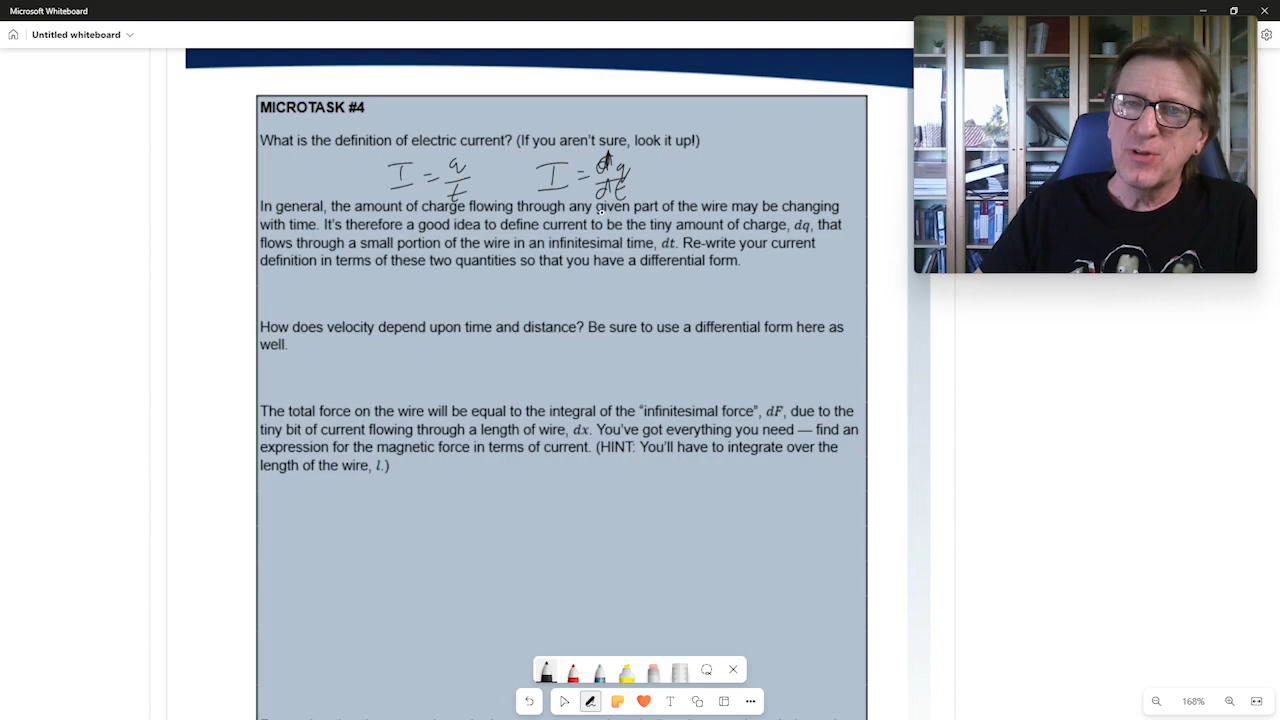 Microsoft Whiteboard
Untitled whiteboard
MICROTASK #4
What is the definition of electric current? (If you aren't sure, look it up!)
I = q/t I = dq/dt
In general, the amount of charge flowing through any given part of the wire may be changing
with time. It's therefore a good idea to define current to be the tiny amount of charge, dq, that
flows through a small portion of the wire in an infinitesimal time, dt. Re-write your current
definition in terms of these two quantities so that you have a differential form.
How does velocity depend upon time and distance? Be sure to use a differential form here as
well.
The total force on the wire will be equal to the integral of the “infinitesimal force”, dF, due to the
tiny bit of current flowing through a length of wire, dx. You've got everything you need — find an
expression for the magnetic force in terms of current. (HINT: You'll have to integrate over the
length of the wire, l.)
168%